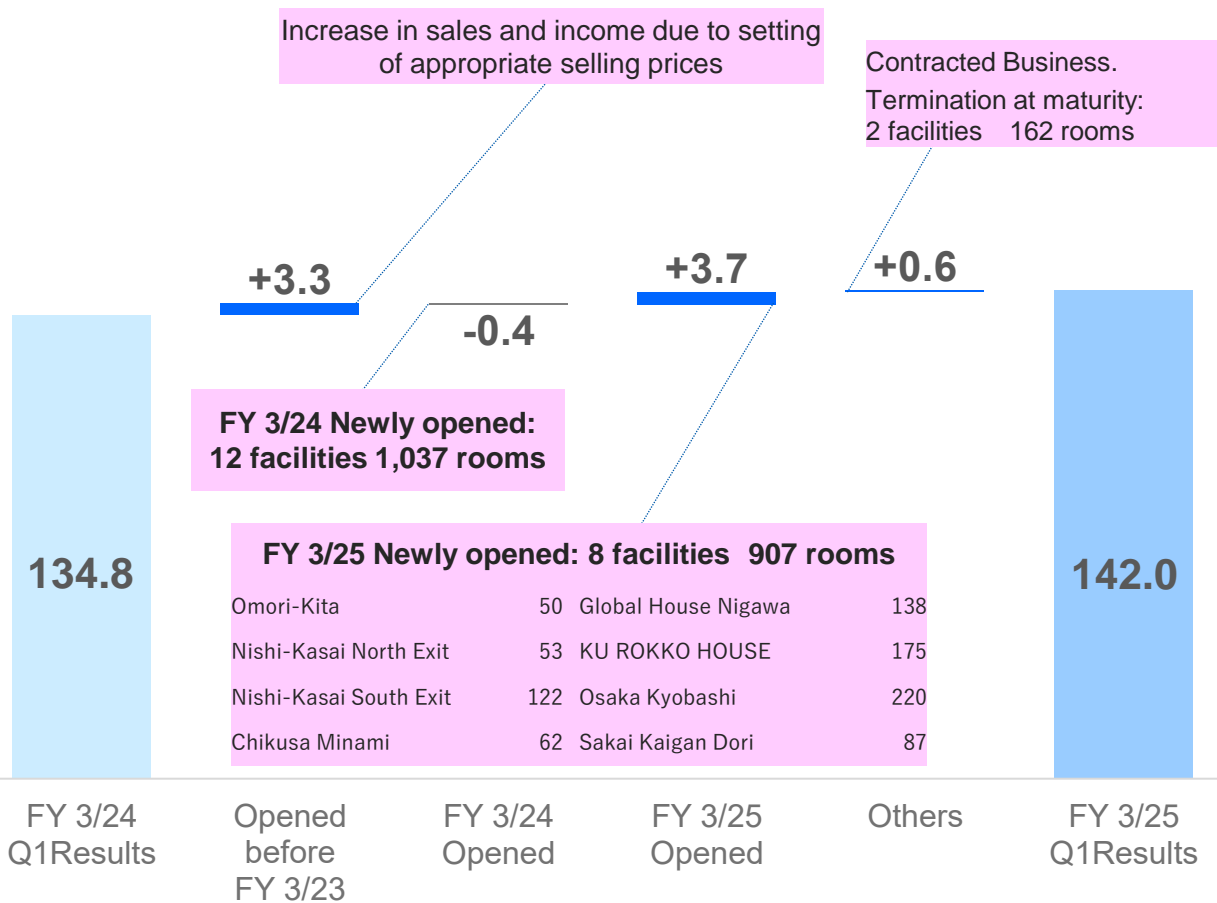 Increase in sales and income due to setting
of appropriate selling prices
Contracted Business.
Termination at maturity:
2 facilities 162 rooms
+3.3
-0.4
+3.7
+0.6
FY 3/24 Newly opened:
12 facilities 1,037 rooms
FY 3/25 Newly opened: 8 facilities 907 rooms
Omori-Kita 50 Global House Nigawa 138
Nishi-Kasai North Exit 53 KU ROKKO HOUSE 175
Nishi-Kasai South Exit 122 Osaka Kyobashi 220
Chikusa Minami 62 Sakai Kaigan Dori 87
134.8
142.0
FY 3/24
Q1Results
Opened
before
FY 3/23
FY 3/24
Opened
FY 3/25
Opened
Others
FY 3/25
Q1Results